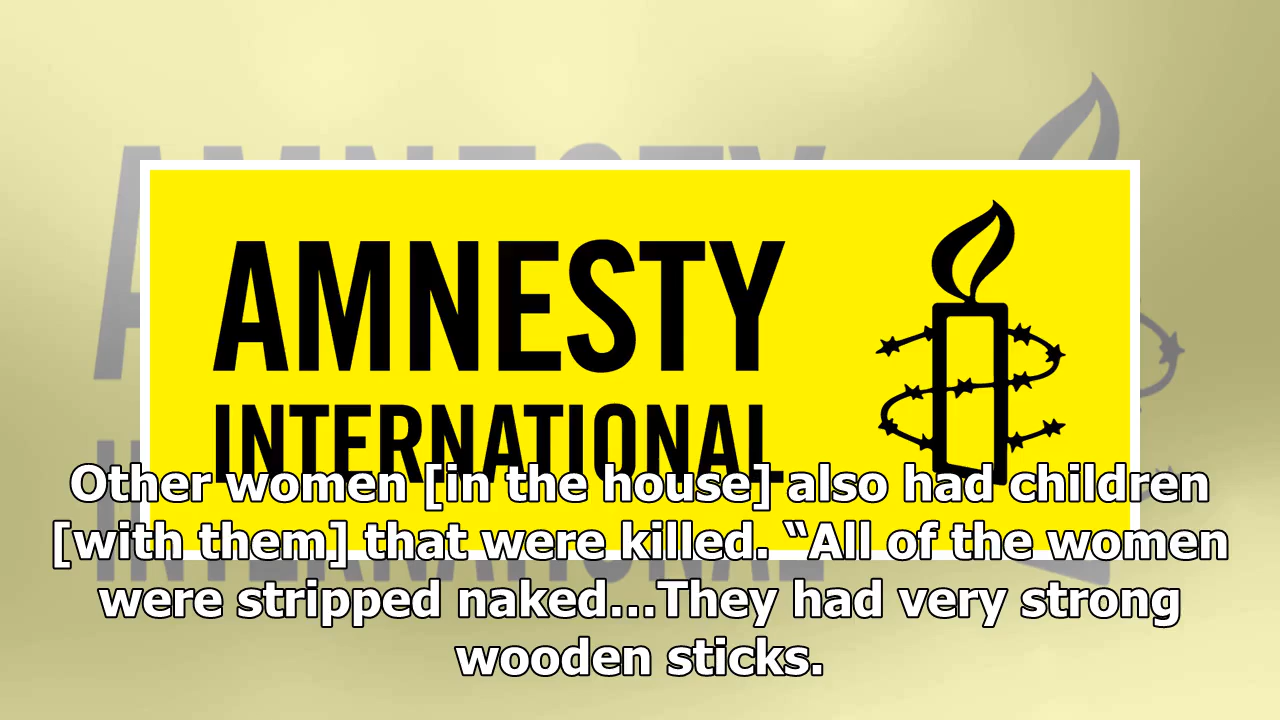 AMNESTY
INTERNATIONAL
Other women [in the house] also had children
[with them] that were killed. “All of the women
were stripped naked...They had very strong
wooden sticks.